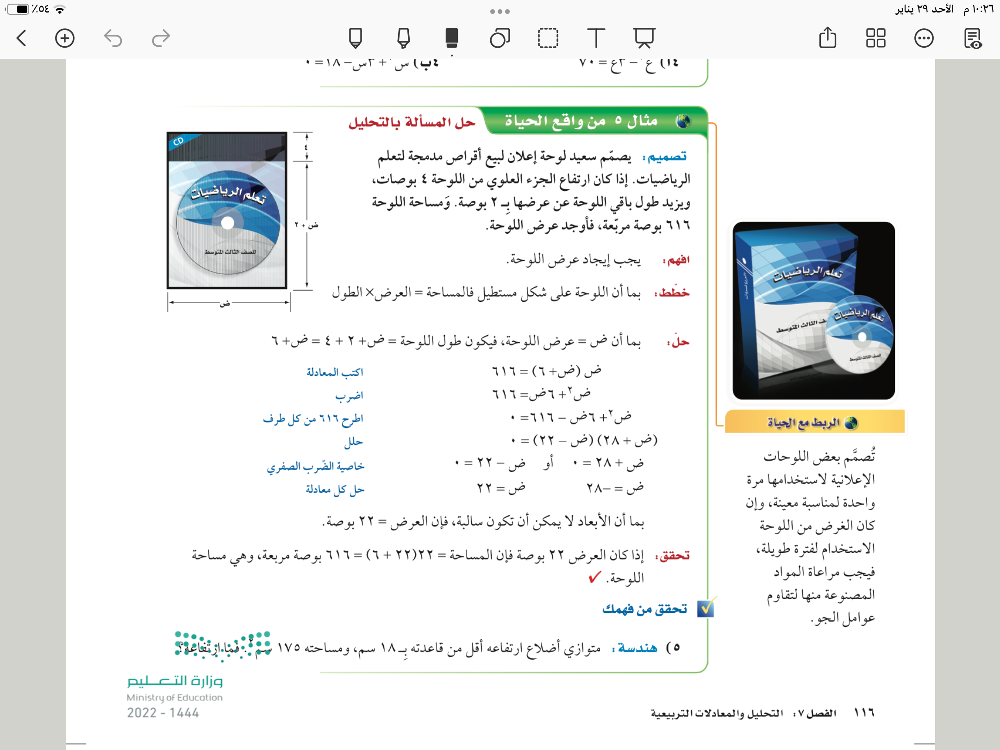 ١٠:٢٦ م الأحد ٢٩ يناير
٥٤٪
٤أ) ع٢ – ٣ع = ٧٠ ٤ب) س٢ + ٣س – ١٨ = ٠
مثال ٥ من واقع الحياة حل المسألة بالتحليل
تصميم: يصمّم سعيد لوحة إعلان لبيع أقراص مدمجة لتعلم
الرياضيات. إذا كان ارتفاع الجزء العلوي من اللوحة ٤ بوصات،
ويزيد طول باقي اللوحة عن عرضها بِـ ٢ بوصة. وَمساحة اللوحة
٦١٦ بوصة مربّعة، فأوجد عرض اللوحة.
CD
تعلم الرياضيات
للصف الثالث المتوسط
٤
ض + ٢
ض
افهم: يجب إيجاد عرض اللوحة.
خطّط: بما أن اللوحة على شكل مستطيل فالمساحة = العرض × الطول
حلّ: بما أن ض = عرض اللوحة، فيكون طول اللوحة = ض + ٢ + ٤ = ض + ٦
ض (ض + ٦) = ٦١٦ اكتب المعادلة
ض٢ + ٦ض = ٦١٦ اضرب
ض٢ + ٦ض – ٦١٦ = ٠ اطرح ٦١٦ من كل طرف
(ض + ٢٨) (ض – ٢٢) = ٠ حلل
ض + ٢٨ = ٠ أو ض – ٢٢ = ٠ خاصية الضّرب الصفري
ض = –٢٨ ض = ٢٢ حل كل معادلة
بما أن الأبعاد لا يمكن أن تكون سالبة، فإن العرض = ٢٢ بوصة.
تحقق: إذا كان العرض ٢٢ بوصة فإن المساحة = ٢٢(٢٢ + ٦) = ٦١٦ بوصة مربعة، وهي مساحة
اللوحة. ✓
تحقق من فهمك
٥) هندسة: متوازي أضلاع ارتفاعه أقل من قاعدته بِـ ١٨ سم، ومساحته ١٧٥ سم٢. فما ارتفاعه؟
تعلم الرياضيات
الرياضيات
تعلم الرياضيات
للصف الثالث المتوسط
الربط مع الحياة
تُصمَّم بعض اللوحات
الإعلانية لاستخدامها مرة
واحدة لمناسبة معينة، وإن
كان الغرض من اللوحة
الاستخدام لفترة طويلة،
فيجب مراعاة المواد
المصنوعة منها لتقاوم
عوامل الجو.
وزارة التعـليم
Ministry of Education
2022 - 1444
١١٦ الفصل ٧: التحليل والمعادلات التربيعية